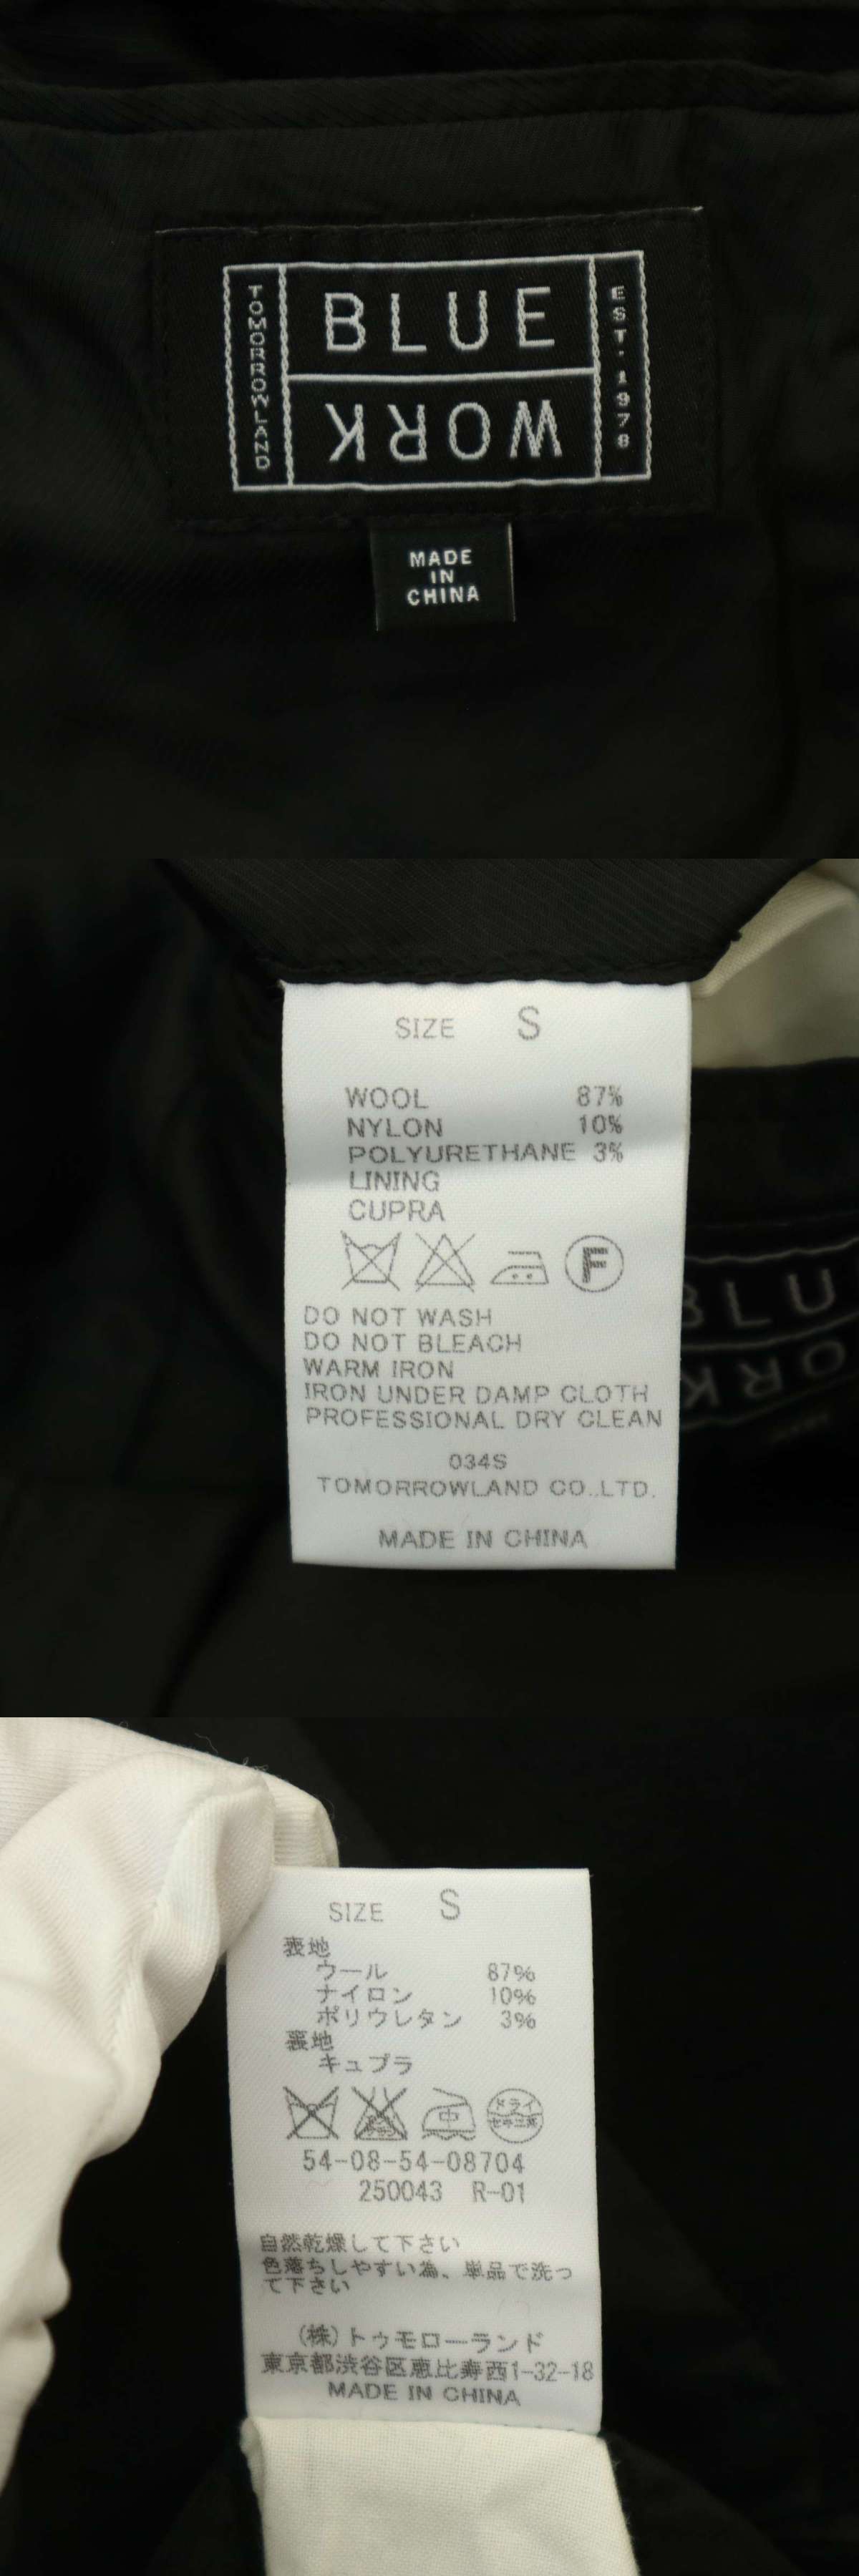 TOMORROWLAND
BLUE
WORK
EST. 1978
MADE
IN
CHINA
SIZE S
WOOL 87%
NYLON 10%
POLYURETHANE 3%
LINING
CUPRA
F
DO NOT WASH
DO NOT BLEACH
WARM IRON
IRON UNDER DAMP CLOTH
PROFESSIONAL DRY CLEAN
034S
TOMORROWLAND CO.,LTD.
MADE IN CHINA
BLU
ORK
SIZE S
表地
ウール 87%
ナイロン 10%
ポリウレタン 3%
裏地
キュプラ
中
ドライ
セキユ系
54-08-54-08704
250043 R-01
自然乾燥して下さい
色落ちしやすい為、単品で洗っ
て下さい
(株)トゥモローランド
東京都渋谷区恵比寿西1-32-18
MADE IN CHINA